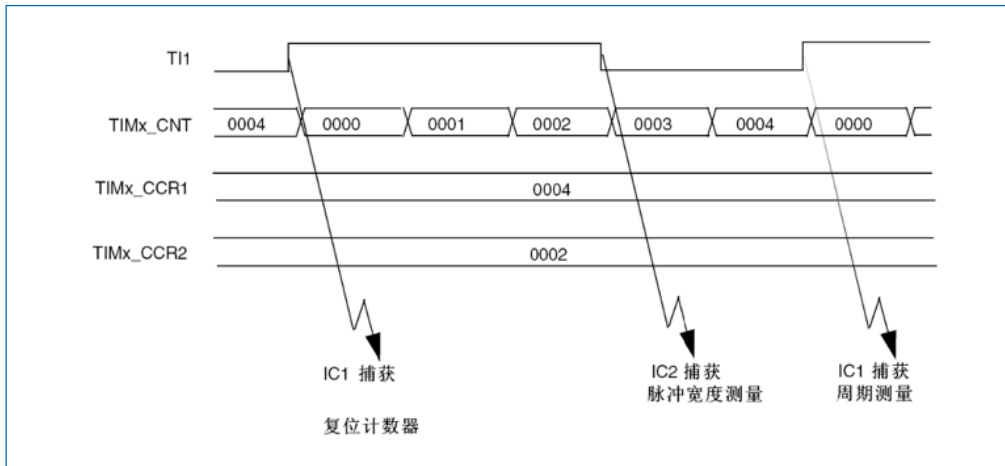 TI1
TIMx_CNT 0004 0000 0001 0002 0003 0004 0000
TIMx_CCR1 0004
TIMx_CCR2 0002
IC1 捕获
复位计数器
IC2 捕获
脉冲宽度测量
IC1 捕获
周期测量